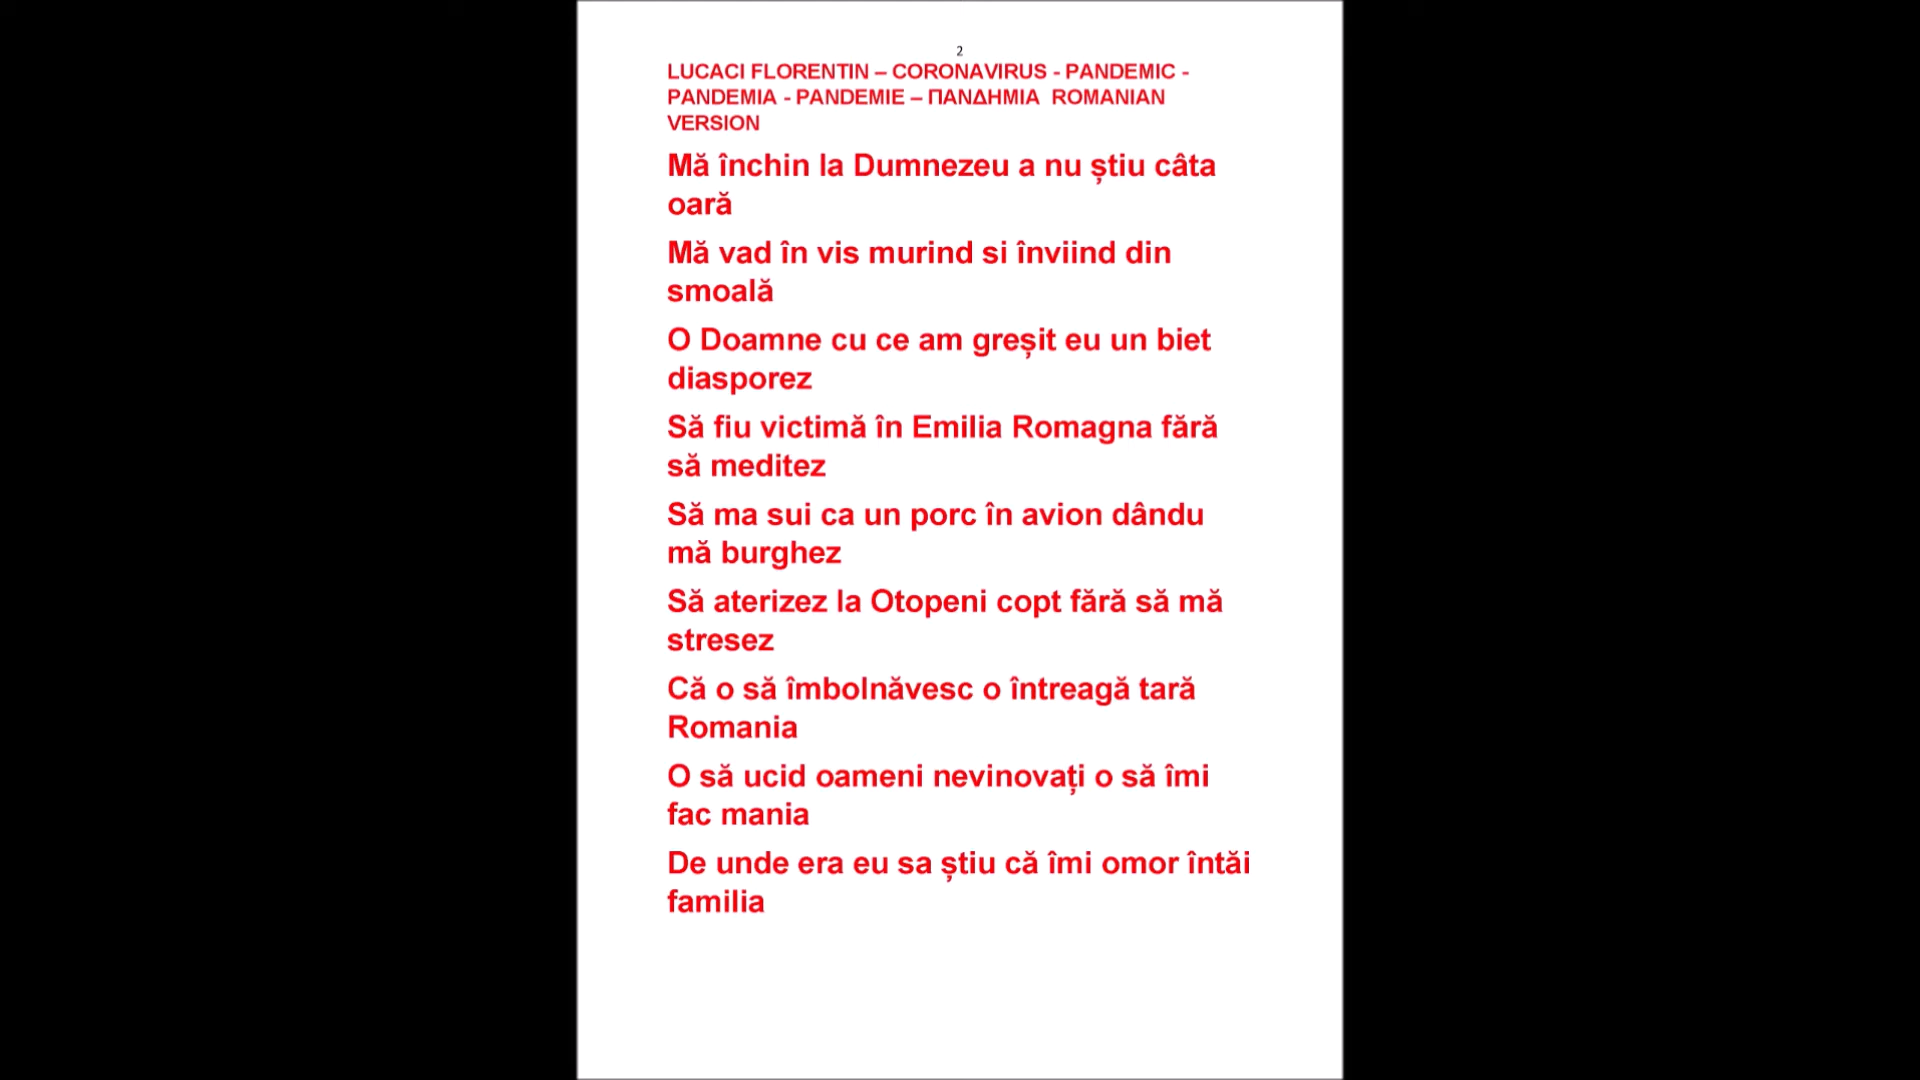 2
LUCACI FLORENTIN – CORONAVIRUS - PANDEMIC -
PANDEMIA - PANDEMIE – ΠΑΝΔΗΜΙΑ  ROMANIAN
VERSION
Mă închin la Dumnezeu a nu știu câta
oară
Mă vad în vis murind si înviind din
smoală
O Doamne cu ce am greșit eu un biet
diasporez
Să fiu victimă în Emilia Romagna fără
să meditez
Să ma sui ca un porc în avion dându
mă burghez
Să aterizez la Otopeni copt fără să mă
stresez
Că o să îmbolnăvesc o întreagă tară
Romania
O să ucid oameni nevinovați o să îmi
fac mania
De unde era eu sa știu că îmi omor întăi
familia